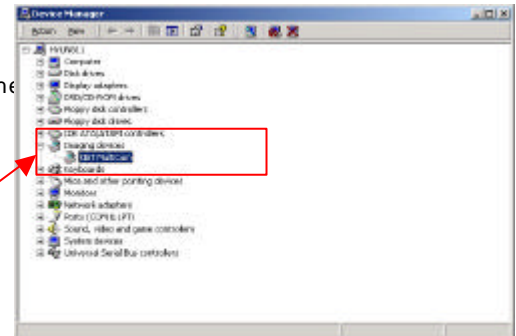 Device Manager
Action View
Computer
Disk drives
Display adapters
DVD/CD-ROM drives
Floppy disk controllers
Floppy disk drives
IDE ATA/ATAPI controllers
Imaging devices
Keyboards
Mice and other pointing devices
Monitors
Network adapters
Ports (COM & LPT)
Sound, video and game controllers
System devices
Universal Serial Bus controllers